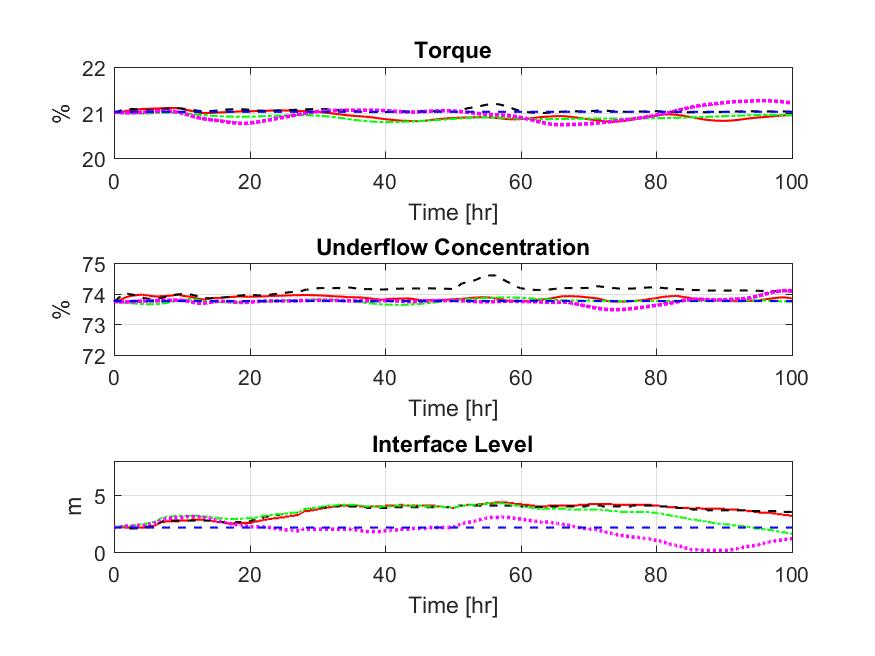 Torque
22
21
20
%
0 20 40 60 80 100
Time [hr]
Underflow Concentration
75
74
73
72
%
0 20 40 60 80 100
Time [hr]
Interface Level
5
0
m
0 20 40 60 80 100
Time [hr]